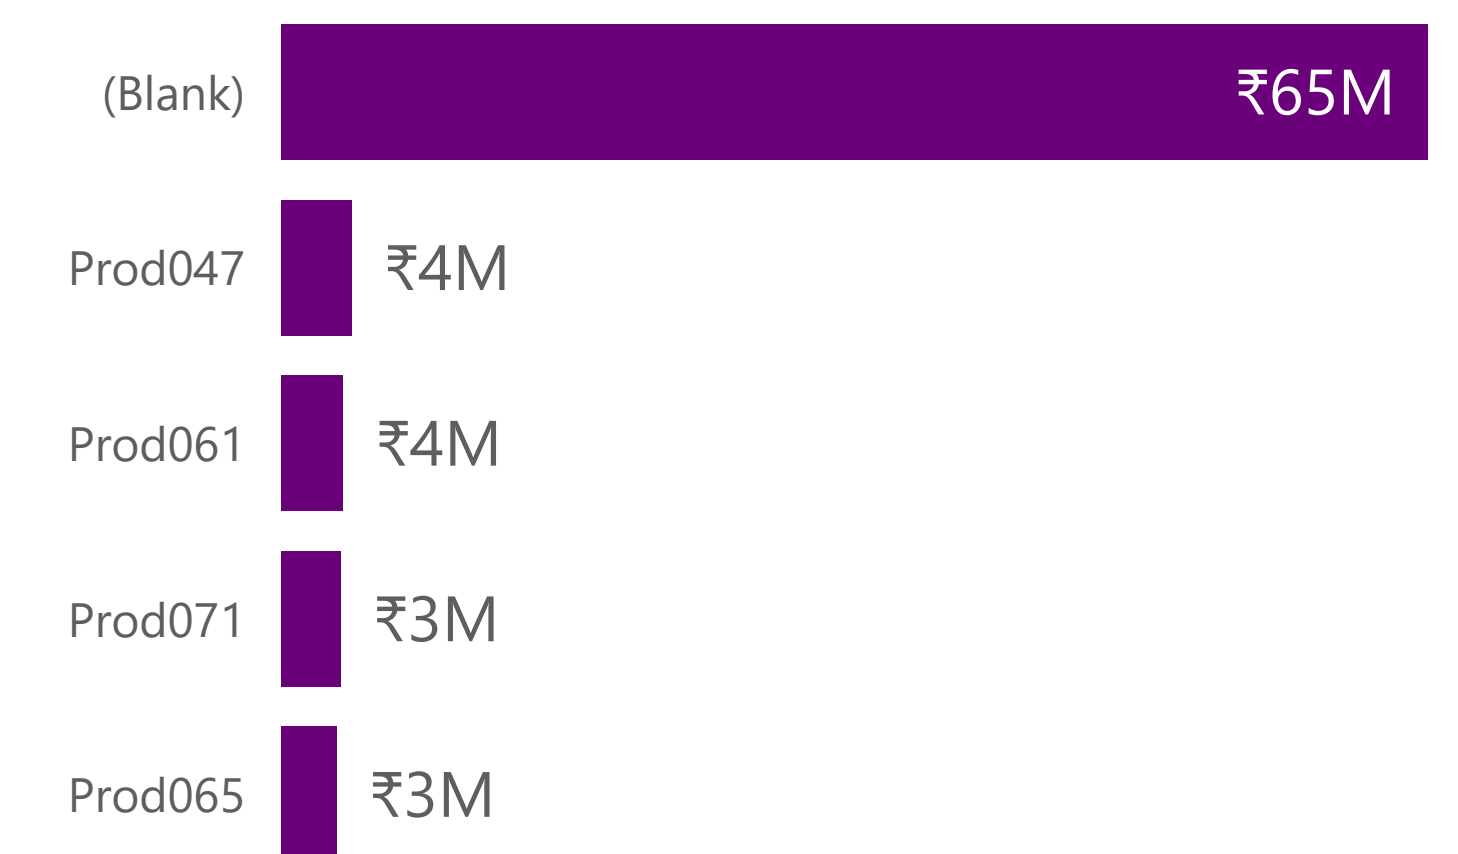 (Blank) ₹65M
Prod047 ₹4M
Prod061 ₹4M
Prod071 ₹3M
Prod065 ₹3M